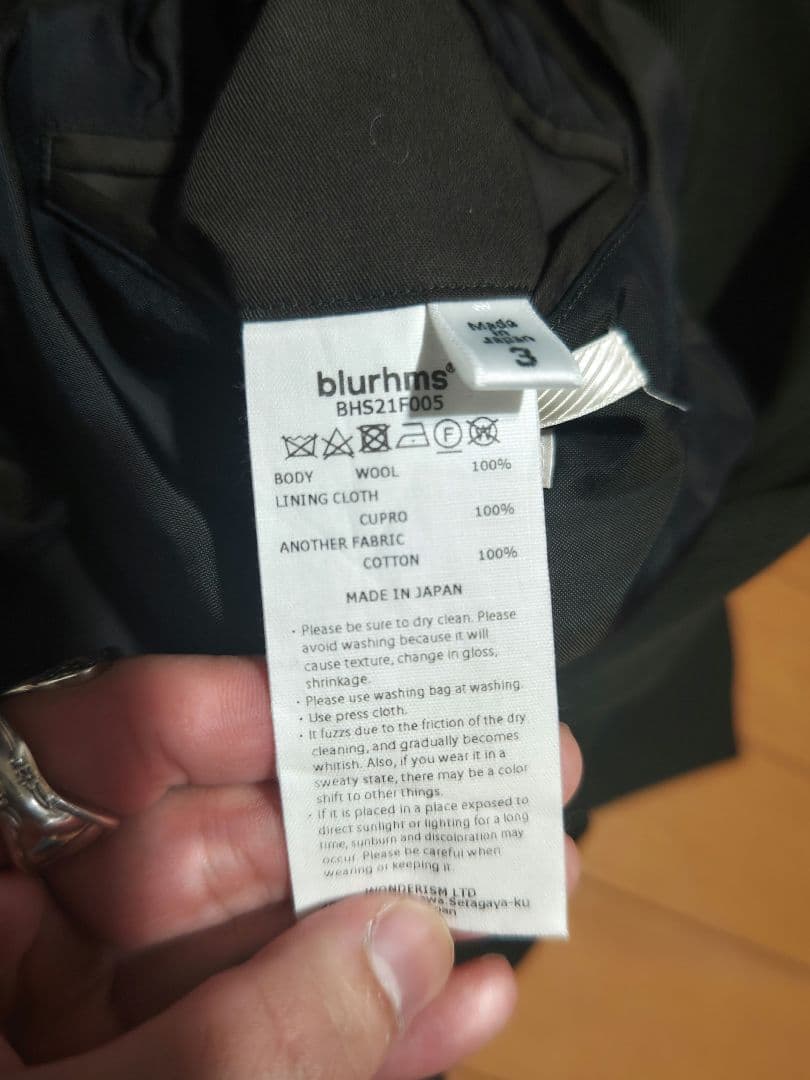 Made
in
Japan
3
blurhms®
BHS21F005
F
W
BODY WOOL 100%
LINING CLOTH
CUPRO 100%
ANOTHER FABRIC
COTTON 100%
MADE IN JAPAN
· Please be sure to dry clean. Please
avoid washing because it will
cause texture, change in gloss,
shrinkage.
· Please use washing bag at washing.
· Use press cloth.
· It fuzzs due to the friction of the dry
cleaning, and gradually becomes
whitish. Also, if you wear it in a
sweaty state, there may be a color
shift to other things.
· If it is placed in a place exposed to
direct sunlight or lighting for a long
time, sunburn and discoloration may
occur. Please be careful when
wearing or keeping it.
WONDERISM LTD
Setagaya-ku